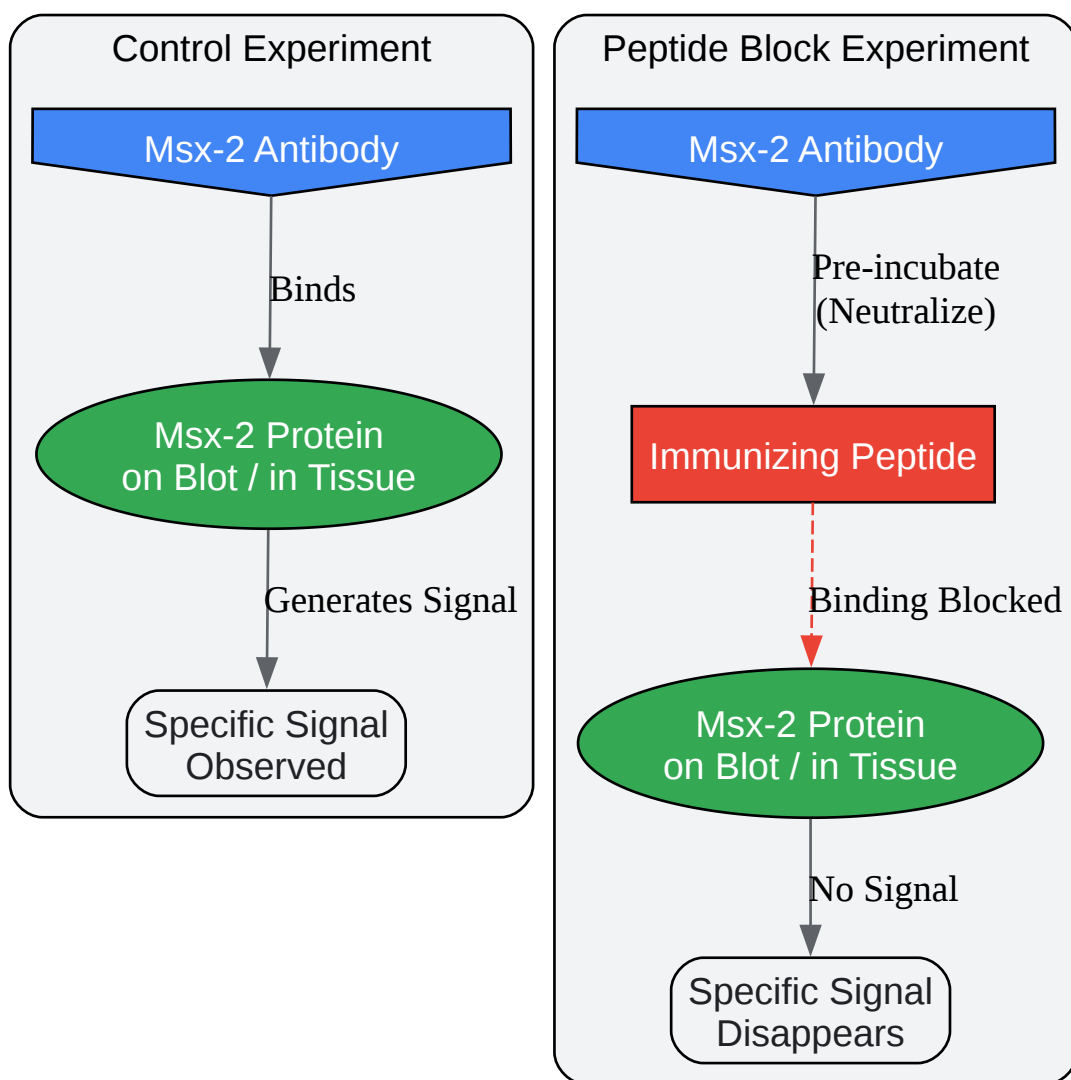 Control Experiment
Msx-2 Antibody
Binds
Msx-2 Protein
on Blot / in Tissue
Generates Signal
Specific Signal
Observed
Peptide Block Experiment
Msx-2 Antibody
Pre-incubate
(Neutralize)
Immunizing Peptide
Binding Blocked
Msx-2 Protein
on Blot / in Tissue
No Signal
Specific Signal
Disappears